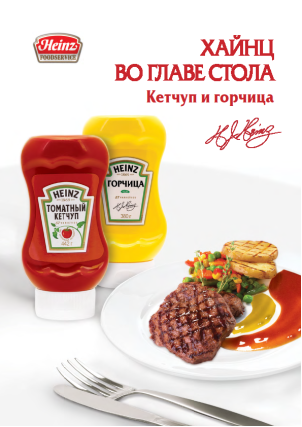 Heinz
FOODSERVICE
ХАЙНЦ
ВО ГЛАВЕ СТОЛА
Кетчуп и горчица
HEINZ
ГОРЧИЦА
HEINZ
ТОМАТНЫЙ
КЕТЧУП